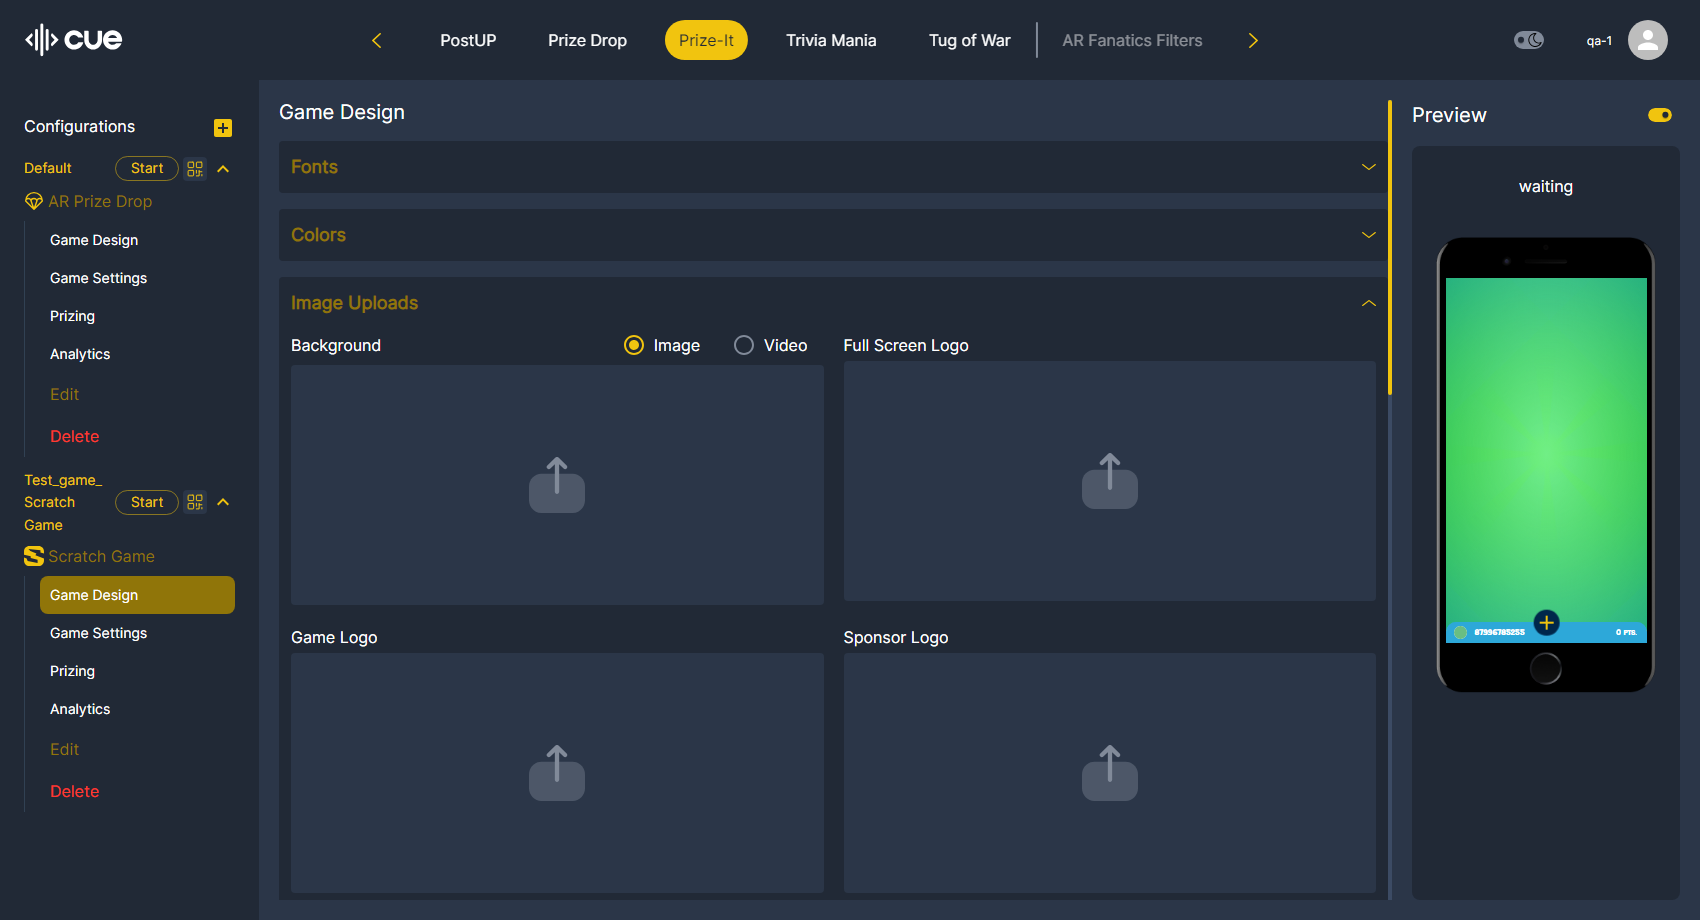 cue
PostUP
Prize Drop
Prize-It
Trivia Mania
Tug of War
AR Fanatics Filters
qa-1
Configurations
Default
Start
AR Prize Drop
Game Design
Game Settings
Prizing
Analytics
Edit
Delete
Test_game_
Scratch
Game
Start
Scratch Game
Game Design
Game Settings
Prizing
Analytics
Edit
Delete
Game Design
Fonts
Colors
Image Uploads
Background
Image
Video
Full Screen Logo
Game Logo
Sponsor Logo
Preview
waiting
0 PTS.